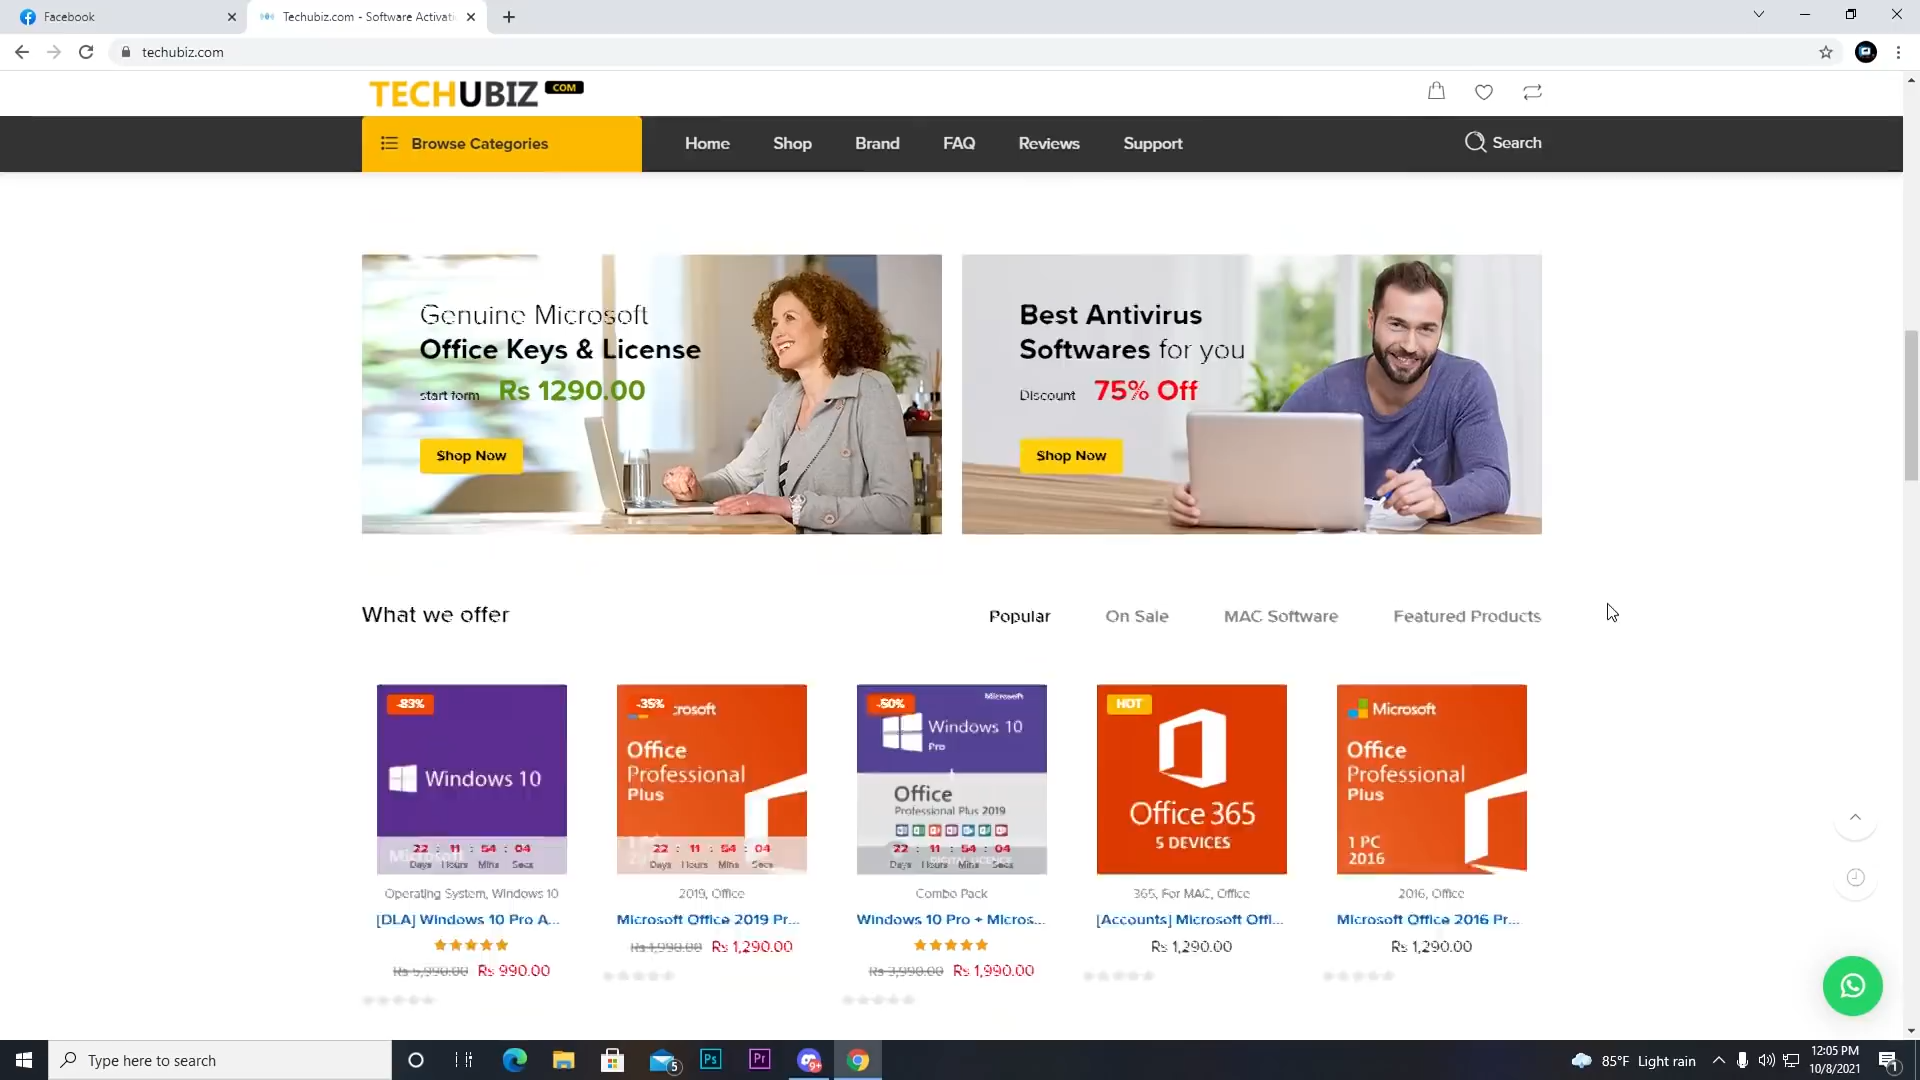 Facebook
Techubiz.com - Software Activati
techubiz.com
TECHUBIZ COM
Browse Categories
Home
Shop
Brand
FAQ
Reviews
Support
Search
Genuine Microsoft
Office Keys & License
start form Rs 1290.00
Shop Now
Best Antivirus
Softwares for you
Discount 75% Off
Shop Now
What we offer
Popular
On Sale
MAC Software
Featured Products
-83%
Windows 10
22 : 11 : 54 : 04
Days Hours Mins Secs
Operating System, Windows 10
[DLA] Windows 10 Pro A...
Rs 5,990.00 Rs 990.00
-35%
crosoft
Office
Professional
Plus
22 : 11 : 54 : 04
Days Hours Mins Secs
2019, Office
Microsoft Office 2019 Pr...
Rs 1,990.00 Rs 1,290.00
-50%
Microsoft
Windows 10
Pro
Office
Professional Plus 2019
22 : 11 : 54 : 04
Days Hours Mins Secs
Combo Pack
Windows 10 Pro + Micros...
Rs 3,990.00 Rs 1,990.00
HOT
Office 365
5 DEVICES
365, For MAC, Office
[Accounts] Microsoft Offi...
Rs 1,290.00
Microsoft
Office
Professional
Plus
1 PC
2016
2016, Office
Microsoft Office 2016 Pr...
Rs 1,290.00
Type here to search
5
Ps
Pr
9+
85°F Light rain
12:05 PM
10/8/2021
1